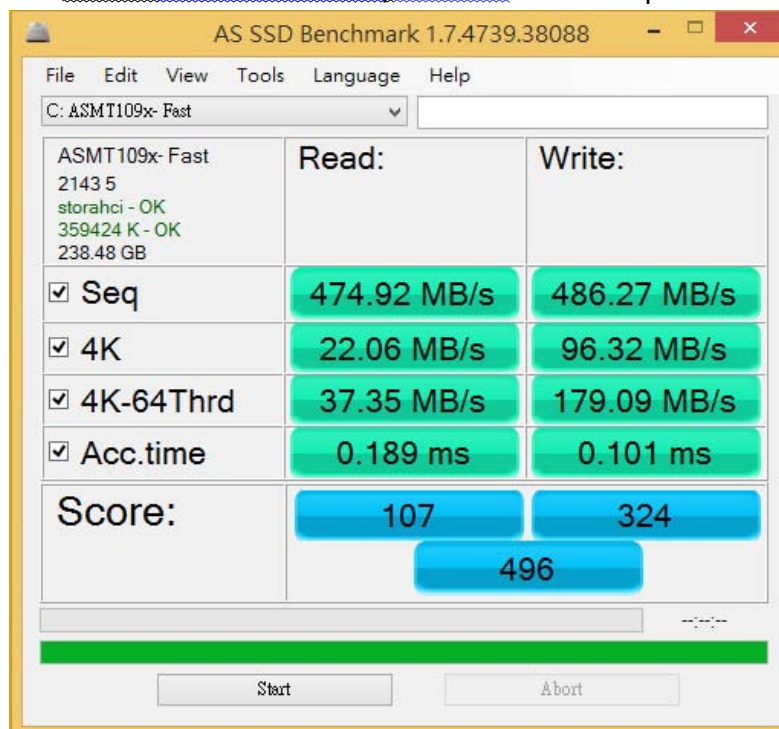 AS SSD Benchmark 1.7.4739.38088
File Edit View Tools Language Help
C: ASMT109x- Fast
ASMT109x- Fast
2143 5
storahci - OK
359424 K - OK
238.48 GB
Read: Write:
Seq 474.92 MB/s 486.27 MB/s
4K 22.06 MB/s 96.32 MB/s
4K-64Thrd 37.35 MB/s 179.09 MB/s
Acc.time 0.189 ms 0.101 ms
Score: 107 324
496
--:--:--
Start Abort